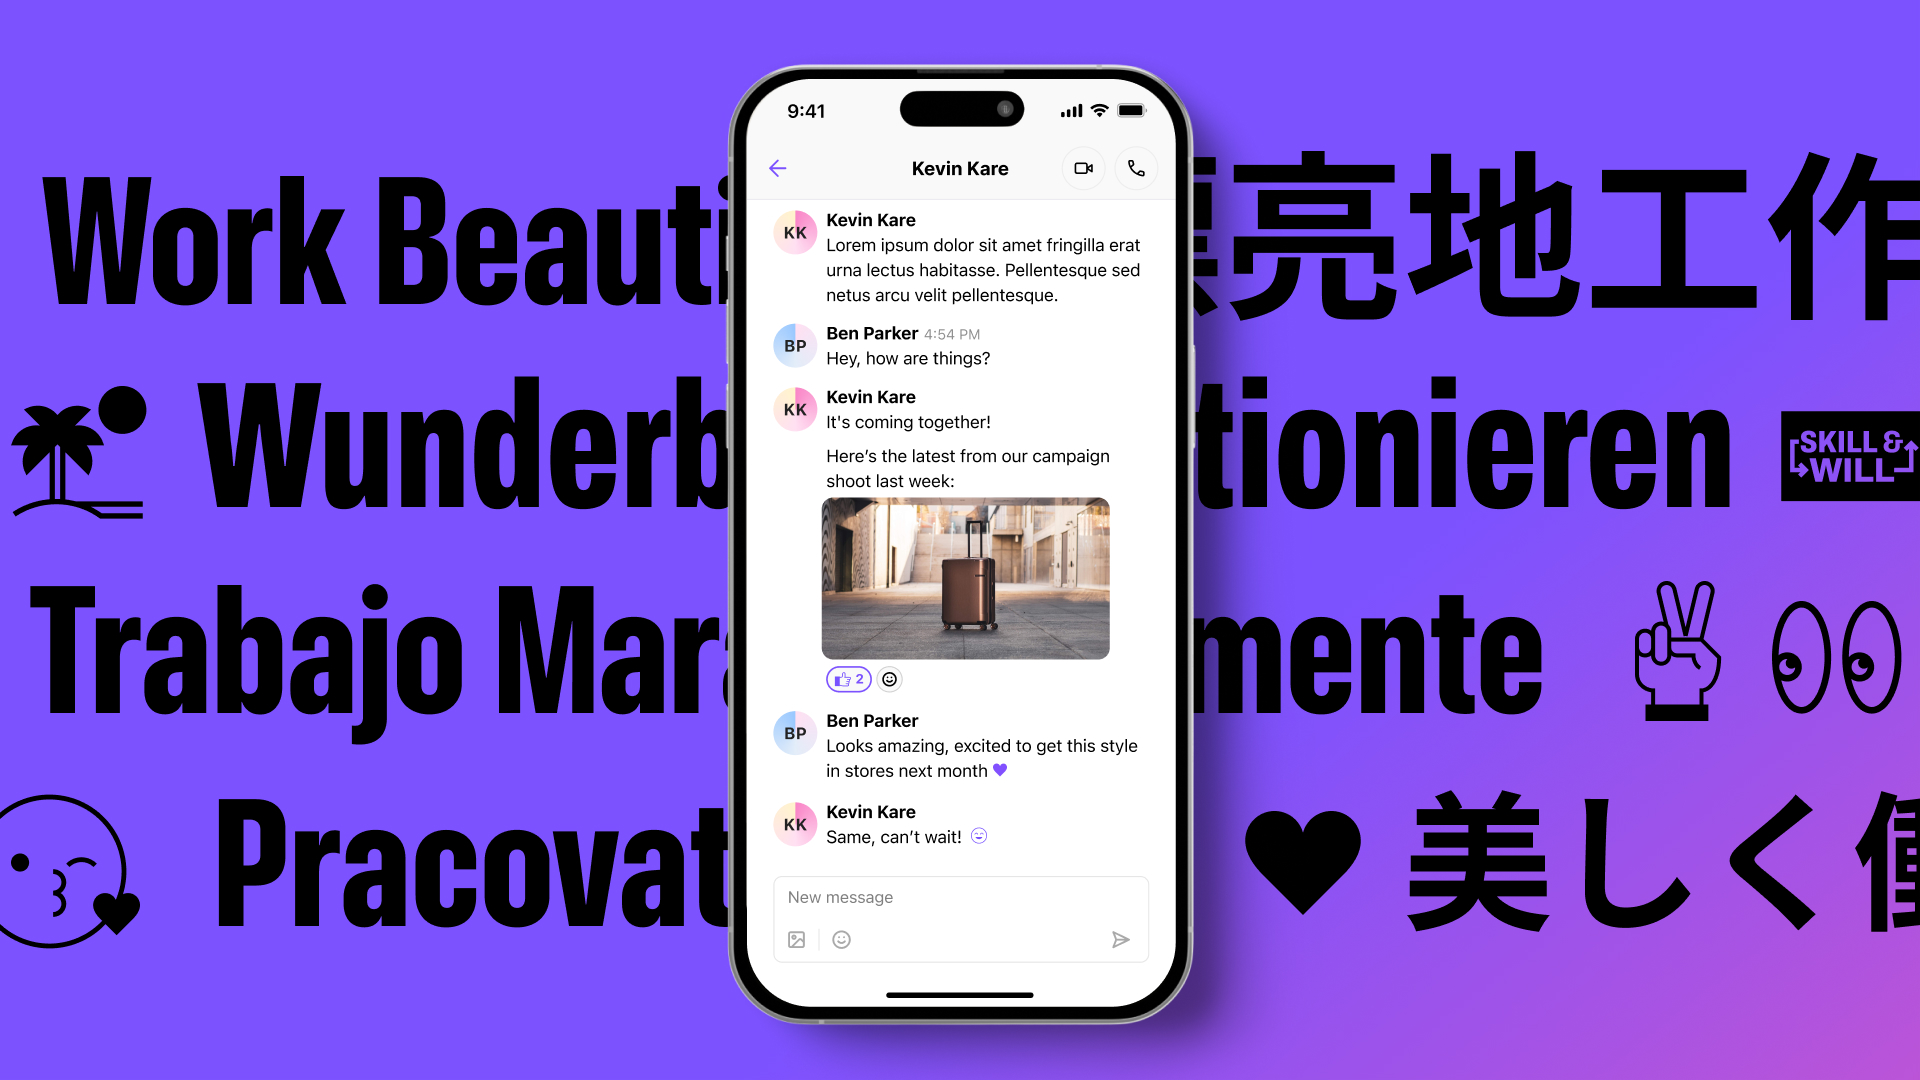 Work Beauti
亮地工作
Wunderb
tionieren
SKILL &
WILL
Trabajo Mar
mente
Pracovat
美しく
9:41
Kevin Kare
KK
Kevin Kare
Lorem ipsum dolor sit amet fringilla erat
urna lectus habitasse. Pellentesque sed
netus arcu velit pellentesque.
BP
Ben Parker 4:54 PM
Hey, how are things?
KK
Kevin Kare
It's coming together!
Here’s the latest from our campaign
shoot last week:
2
BP
Ben Parker
Looks amazing, excited to get this style
in stores next month
KK
Kevin Kare
Same, can’t wait!
New message